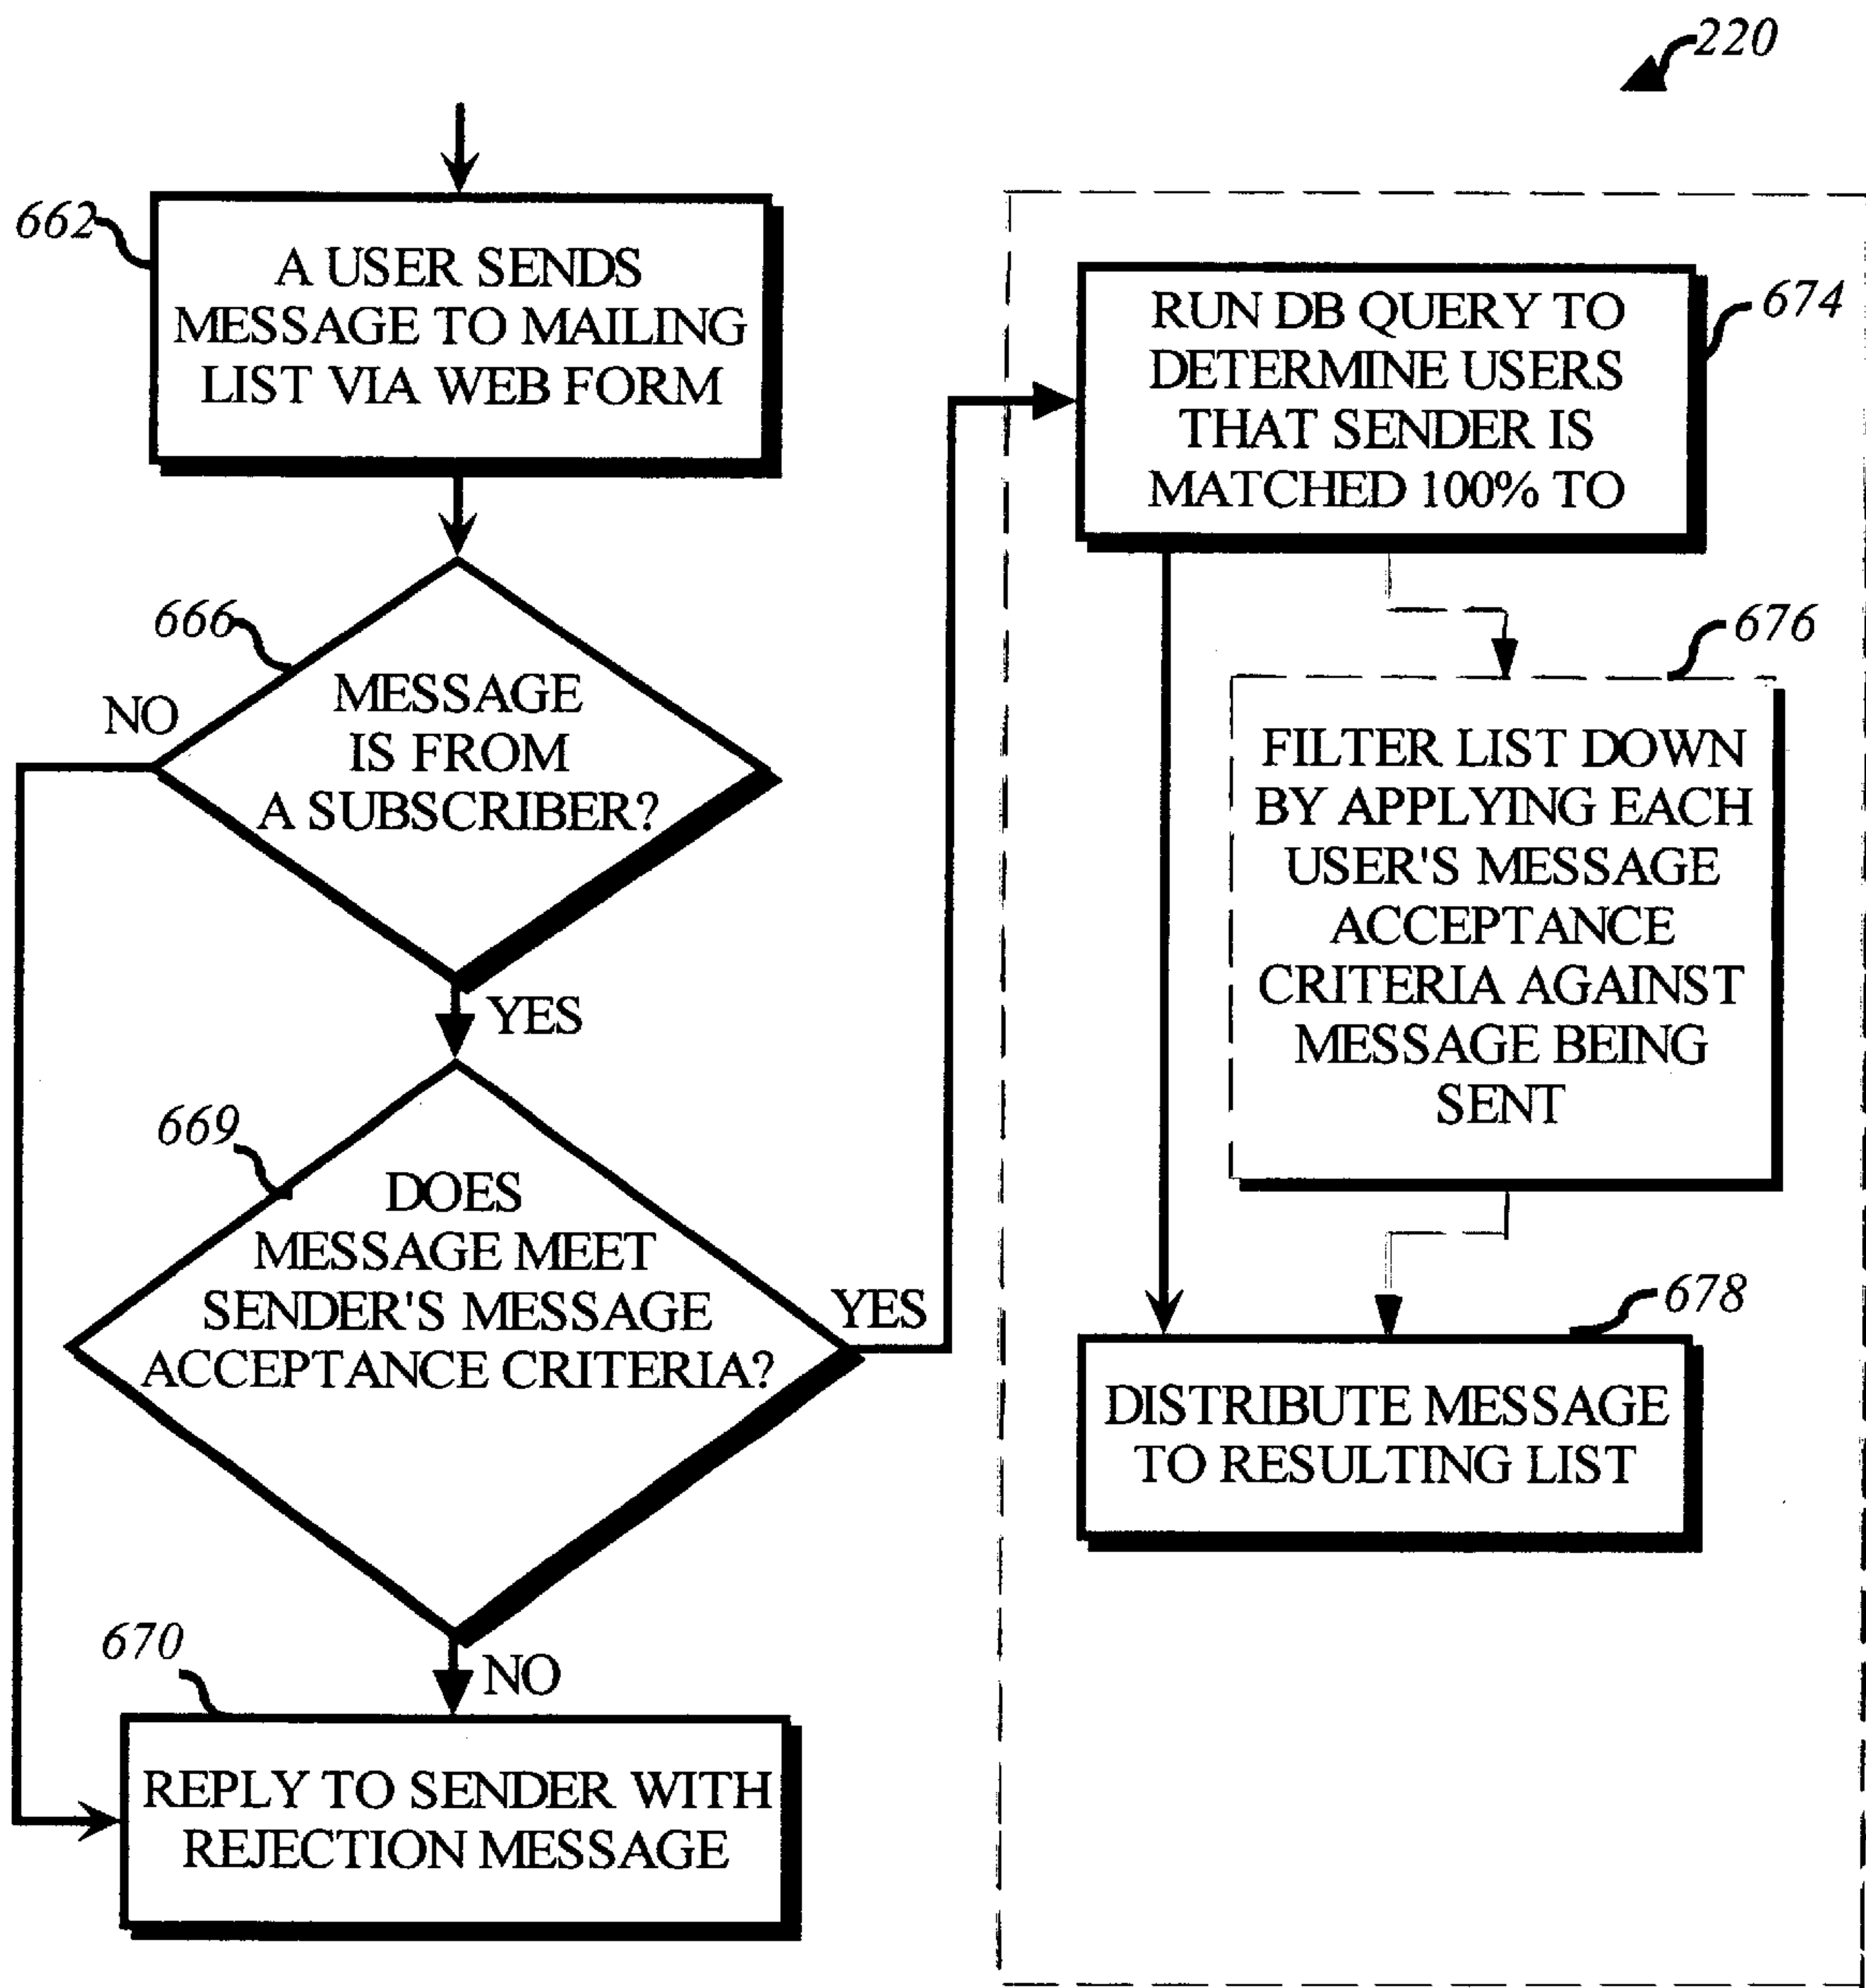 220
662
A USER SENDS
MESSAGE TO MAILING
LIST VIA WEB FORM
666
NO
MESSAGE
IS FROM
A SUBSCRIBER?
YES
669
DOES
MESSAGE MEET
SENDER'S MESSAGE
ACCEPTANCE CRITERIA?
YES
NO
670
REPLY TO SENDER WITH
REJECTION MESSAGE
674
RUN DB QUERY TO
DETERMINE USERS
THAT SENDER IS
MATCHED 100% TO
676
FILTER LIST DOWN
BY APPLYING EACH
USER'S MESSAGE
ACCEPTANCE
CRITERIA AGAINST
MESSAGE BEING
SENT
678
DISTRIBUTE MESSAGE
TO RESULTING LIST